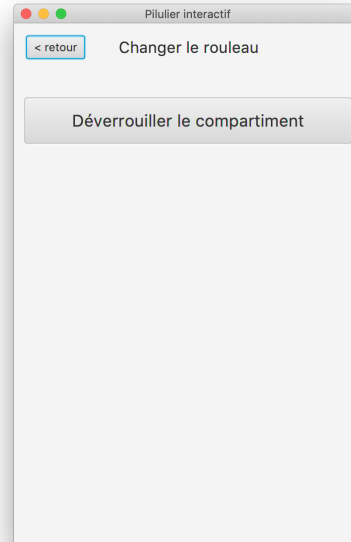 Pilulier interactif
< retour Changer le rouleau
Déverrouiller le compartiment